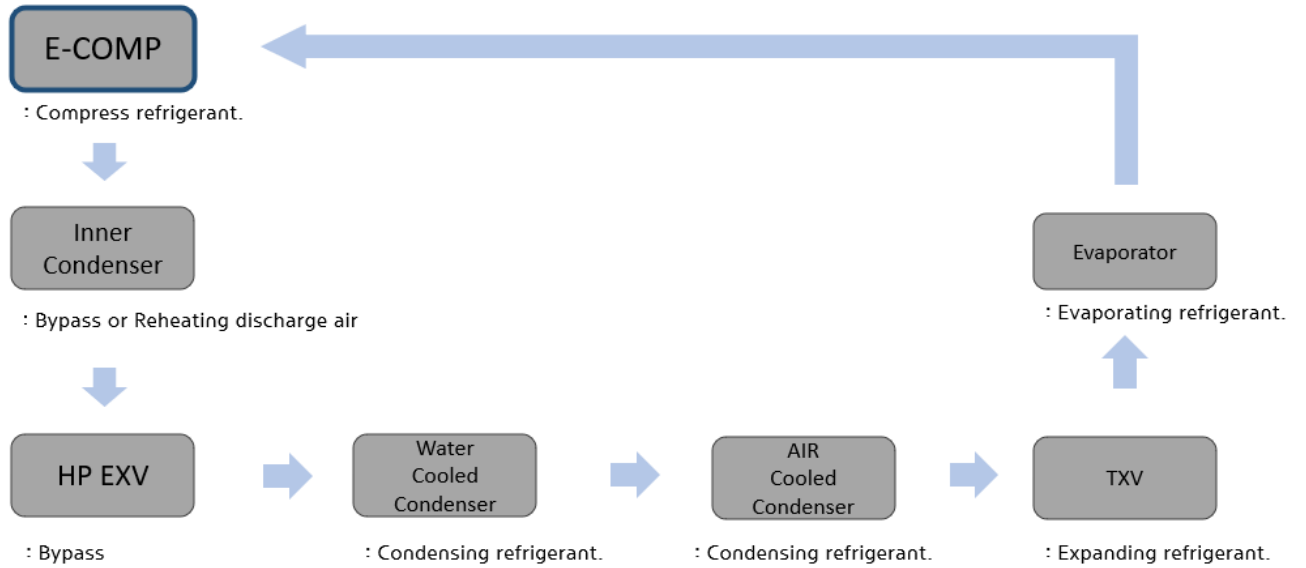 E-COMP
: Compress refrigerant.
Inner
Condenser
: Bypass or Reheating discharge air
Evaporator
: Evaporating refrigerant.
HP EXV
: Bypass
Water
Cooled
Condenser
: Condensing refrigerant.
AIR
Cooled
Condenser
: Condensing refrigerant.
TXV
: Expanding refrigerant.